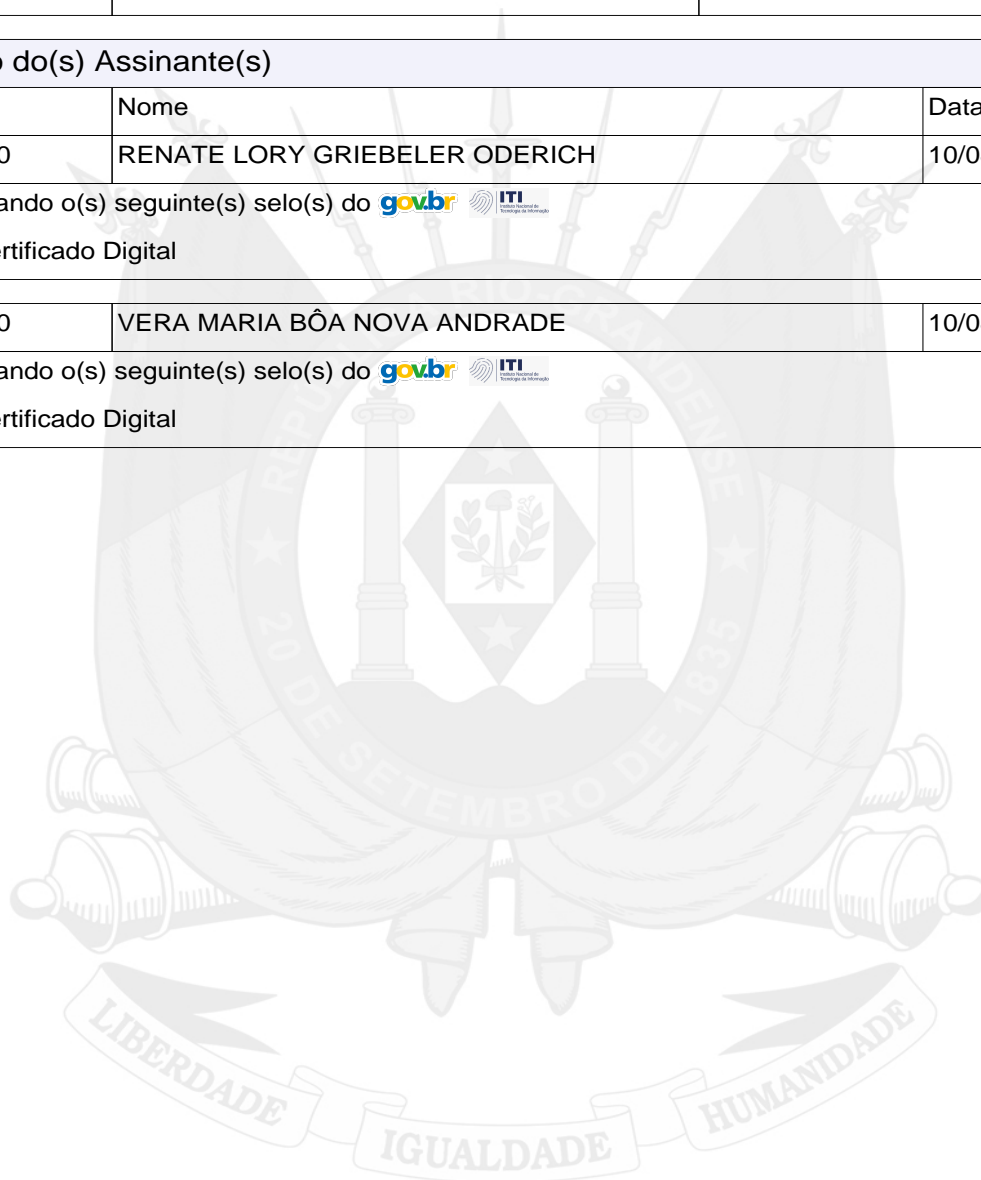 o do(s) Assinante(s)
Nome Data
0 RENATE LORY GRIEBELER ODERICH 10/0
ando o(s) seguinte(s) selo(s) do gov.br ITI
rtificado Digital
0 VERA MARIA BÔA NOVA ANDRADE 10/0
ando o(s) seguinte(s) selo(s) do gov.br ITI
rtificado Digital
REPUBLICA RIO-GRANDENSE
20 DE SETEMBRO DE 1835
LIBERDADE IGUALDADE HUMANIDADE